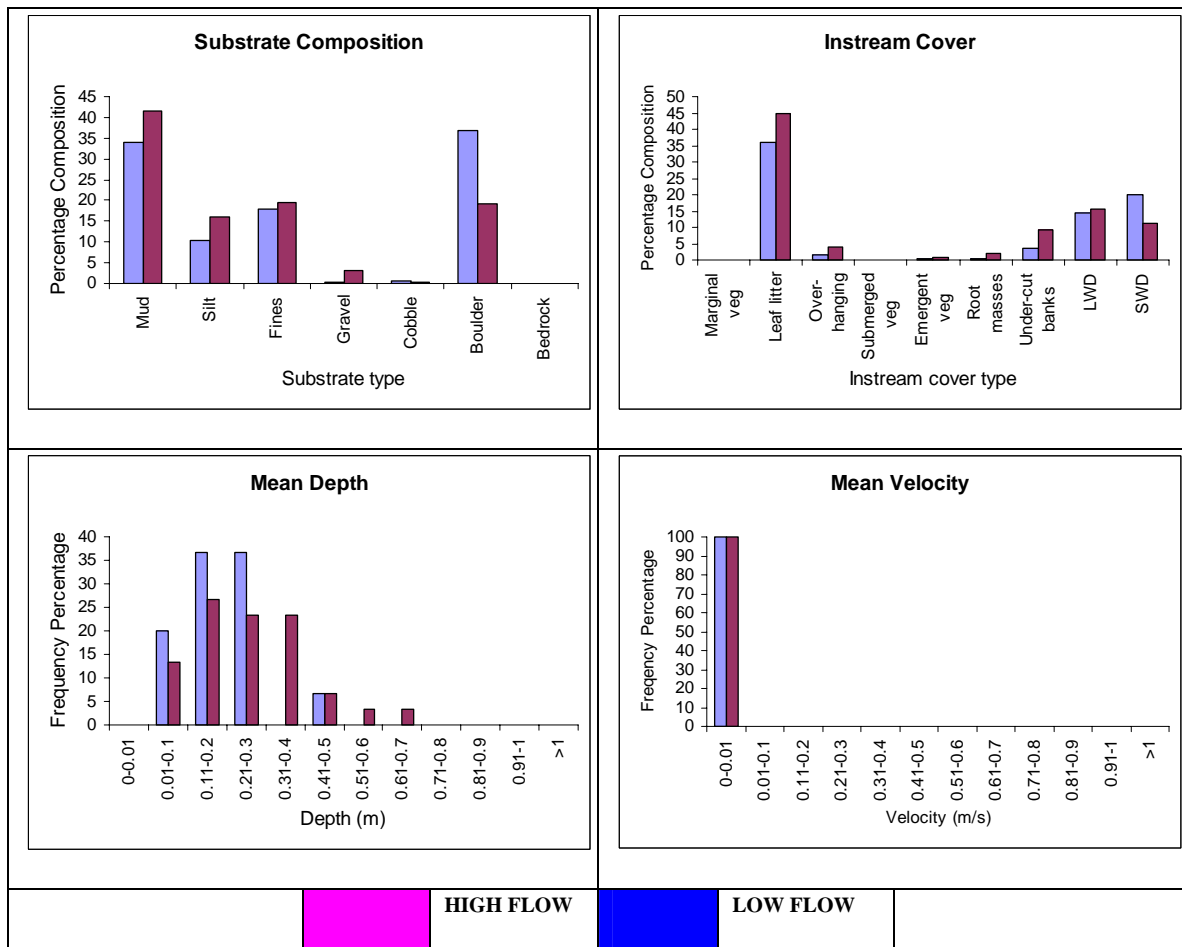 Substrate Composition
Percentage Composition
45
40
35
30
25
20
15
10
5
0
Mud
Silt
Fines
Gravel
Cobble
Boulder
Bedrock
Substrate type
Instream Cover
Percentage Composition
50
45
40
35
30
25
20
15
10
5
0
Marginal
veg
Leaf litter
Over-
hanging
Submerged
veg
Emergent
veg
Root
masses
Under-cut
banks
LWD
SWD
Instream cover type
Mean Depth
Frequency Percentage
40
35
30
25
20
15
10
5
0
0-0.01
0.01-0.1
0.11-0.2
0.21-0.3
0.31-0.4
0.41-0.5
0.51-0.6
0.61-0.7
0.71-0.8
0.81-0.9
0.91-1
>1
Depth (m)
Mean Velocity
Freqency Percentage
100
90
80
70
60
50
40
30
20
10
0
0-0.01
0.01-0.1
0.11-0.2
0.21-0.3
0.31-0.4
0.41-0.5
0.51-0.6
0.61-0.7
0.71-0.8
0.81-0.9
0.91-1
>1
Velocity (m/s)
HIGH FLOW
LOW FLOW